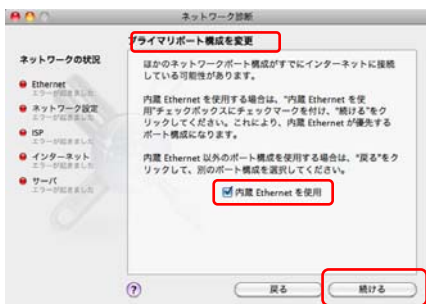 ネットワーク診断
プライマリポート構成を変更
ネットワークの状況
Ethernet
エラーが起きました
ネットワーク設定
エラーが起きました
ISP
エラーが起きました
インターネット
エラーが起きました
サーバ
エラーが起きました
ほかのネットワークポート構成がすでにインターネットに接続
している可能性があります。
内蔵 Ethernet を使用する場合は、"内蔵 Ethernet を使
用"チェックボックスにチェックマークを付け、"続ける"をク
リックしてください。これにより、内蔵 Ethernet が優先する
ポート構成になります。
内蔵 Ethernet 以外のポート構成を使用する場合は、"戻る"をク
リックして、別のポート構成を選択してください。
内蔵 Ethernet を使用
?
戻る
続ける